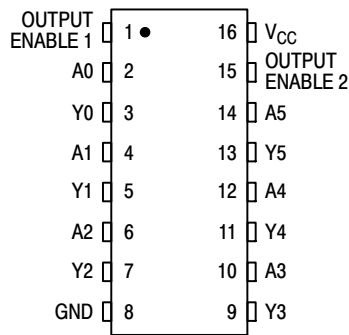 OUTPUT
ENABLE 1 1 16 VCC
A0 2 15 OUTPUT
ENABLE 2
Y0 3 14 A5
A1 4 13 Y5
Y1 5 12 A4
A2 6 11 Y4
Y2 7 10 A3
GND 8 9 Y3